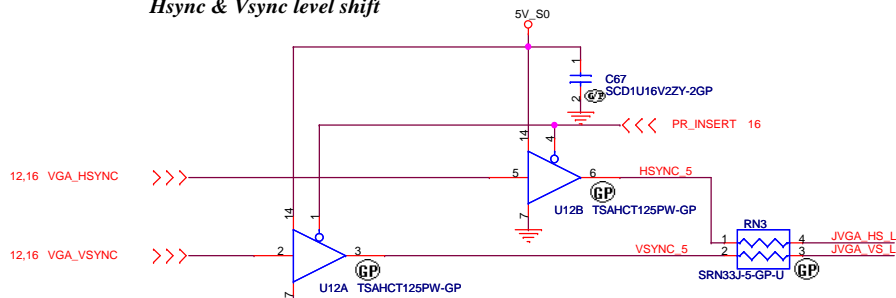 Hsync & Vsync level shift
5V_S0
1
C67
SCD1U16V2ZY-2GP
2
GP
PR_INSERT 16
14
4
12,16 VGA_HSYNC
5
6
HSYNC_5
GP
U12B TSAHCT125PW-GP
7
14
1
RN3
1
4
JVGA_HS_L
12,16 VGA_VSYNC
2
3
VSYNC_5
2
3
JVGA_VS_L
GP
U12A TSAHCT125PW-GP
SRN33J-5-GP-U
GP
7